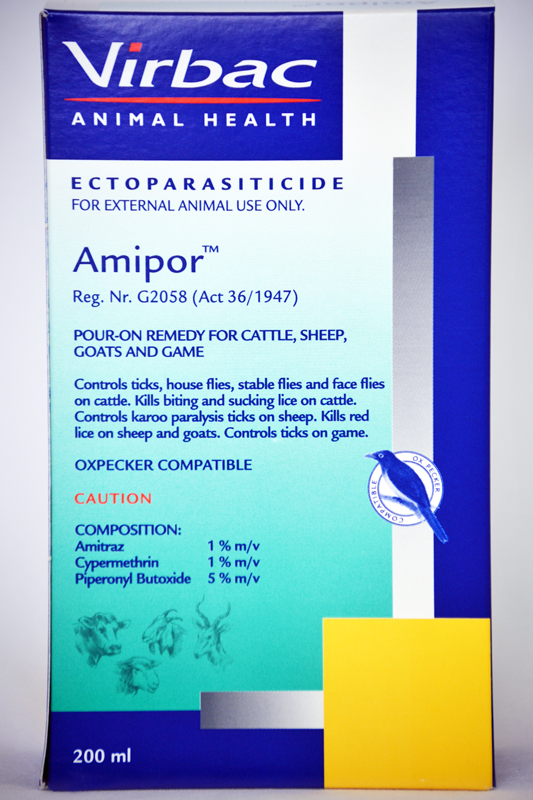 Virbac
ANIMAL HEALTH
ECTOPARASITICIDE
FOR EXTERNAL ANIMAL USE ONLY.
Amipor™
Reg. Nr. G2058 (Act 36/1947)
POUR-ON REMEDY FOR CATTLE, SHEEP,
GOATS AND GAME
Controls ticks, house flies, stable flies and face flies
on cattle. Kills biting and sucking lice on cattle.
Controls karoo paralysis ticks on sheep. Kills red
lice on sheep and goats. Controls ticks on game.
OXPECKER COMPATIBLE
OX PECKER
COMPATIBLE
CAUTION
COMPOSITION:
Amitraz 1 % m/v
Cypermethrin 1 % m/v
Piperonyl Butoxide 5 % m/v
200 ml